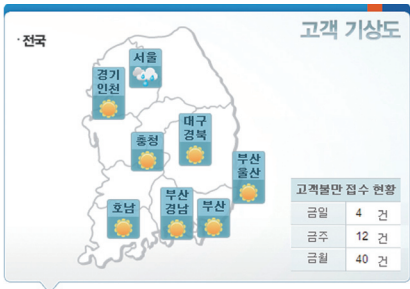 고객 기상도
· 전국
서울
경기
인천
대구
경북
충청
부산
울산
호남
부산
경남
부산
고객불만 접수 현황
금일 4 건
금주 12 건
금월 40 건